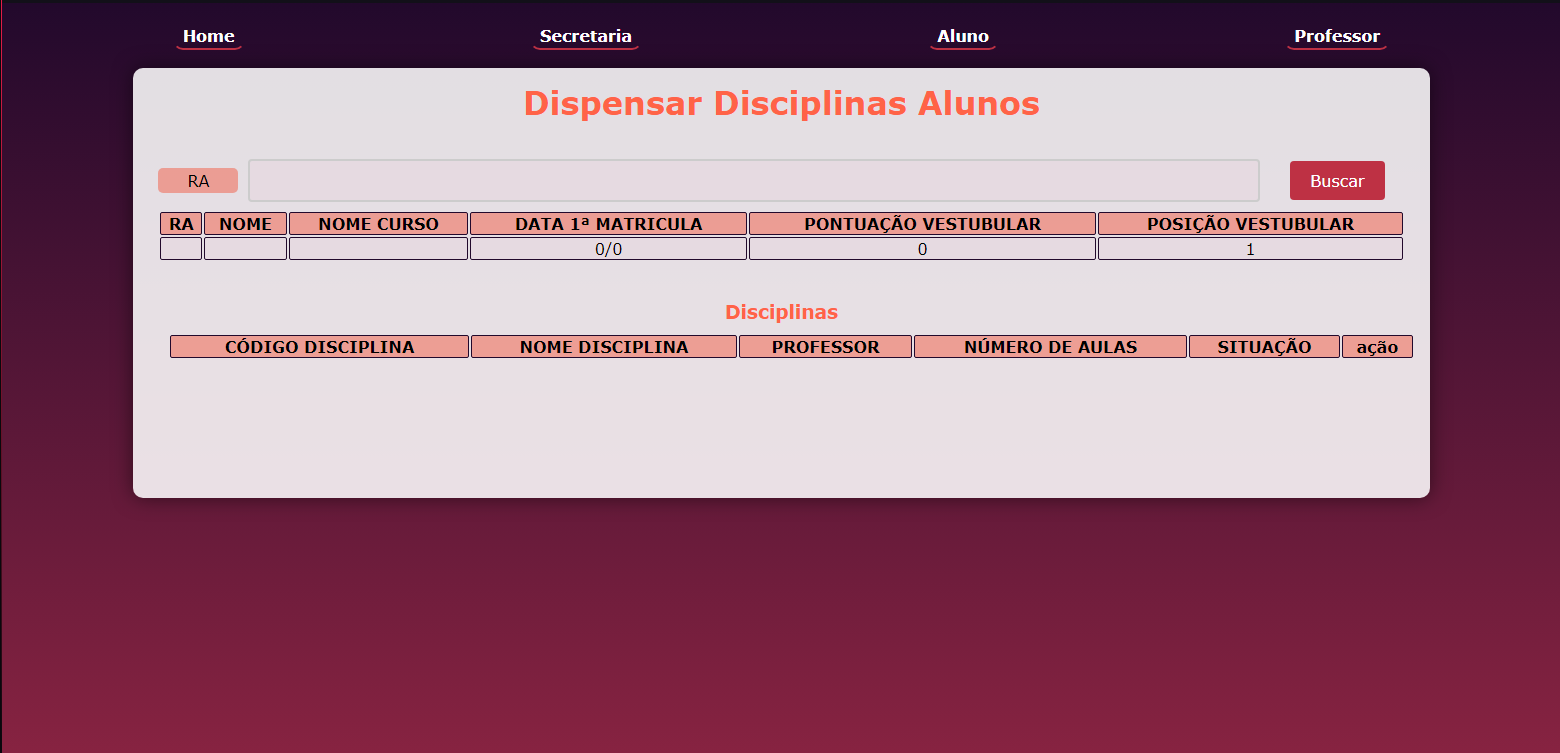 Home Secretaria Aluno Professor
Dispensar Disciplinas Alunos
RA Buscar
RA NOME NOME CURSO DATA 1ª MATRICULA PONTUAÇÃO VESTUBULAR POSIÇÃO VESTUBULAR
0/0 0 1
Disciplinas
CÓDIGO DISCIPLINA NOME DISCIPLINA PROFESSOR NÚMERO DE AULAS SITUAÇÃO ação